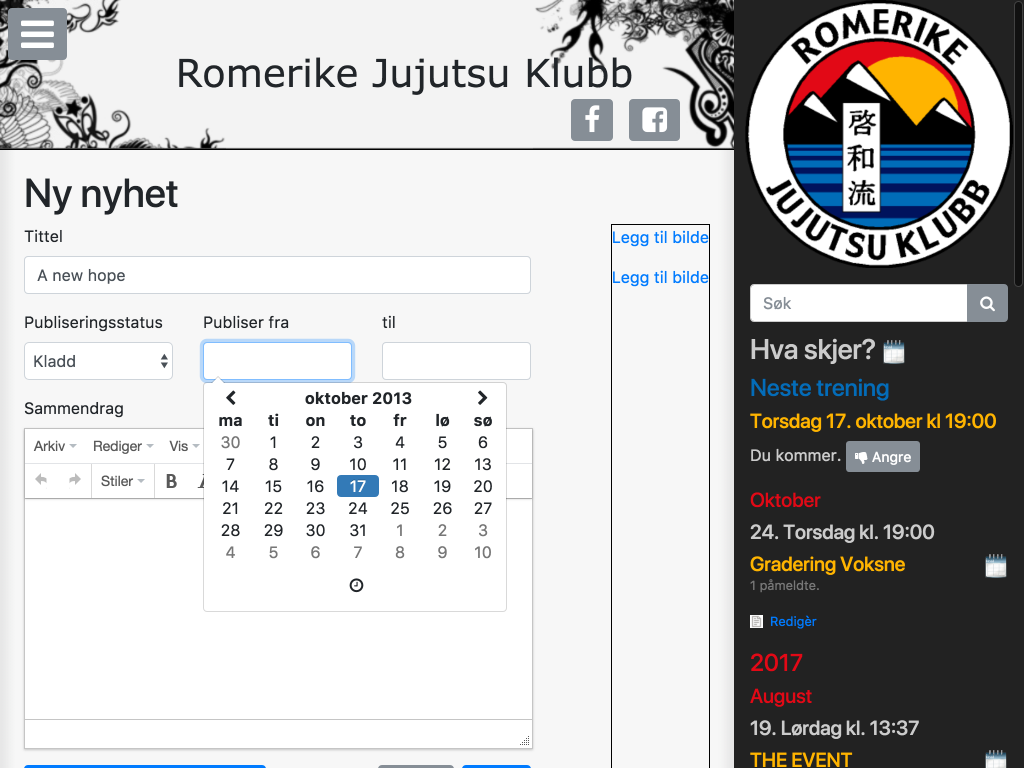 Romerike Jujutsu Klubb
Ny nyhet
Tittel
A new hope
Publiseringsstatus
Publiser fra
til
Kladd
oktober 2013
ma ti on to fr lø sø
30 1 2 3 4 5 6
7 8 9 10 11 12 13
14 15 16 17 18 19 20
21 22 23 24 25 26 27
28 29 30 31 1 2 3
4 5 6 7 8 9 10
Sammendrag
Arkiv Rediger Vis
Stiler B
Legg til bilde
Legg til bilde
ROMERIKE
啓和流
JUJUTSU KLUBB
Søk
Hva skjer?
Neste trening
Torsdag 17. oktober kl 19:00
Du kommer. Angre
Oktober
24. Torsdag kl. 19:00
Gradering Voksne
1 påmeldte.
Redigèr
2017
August
19. Lørdag kl. 13:37
THE EVENT